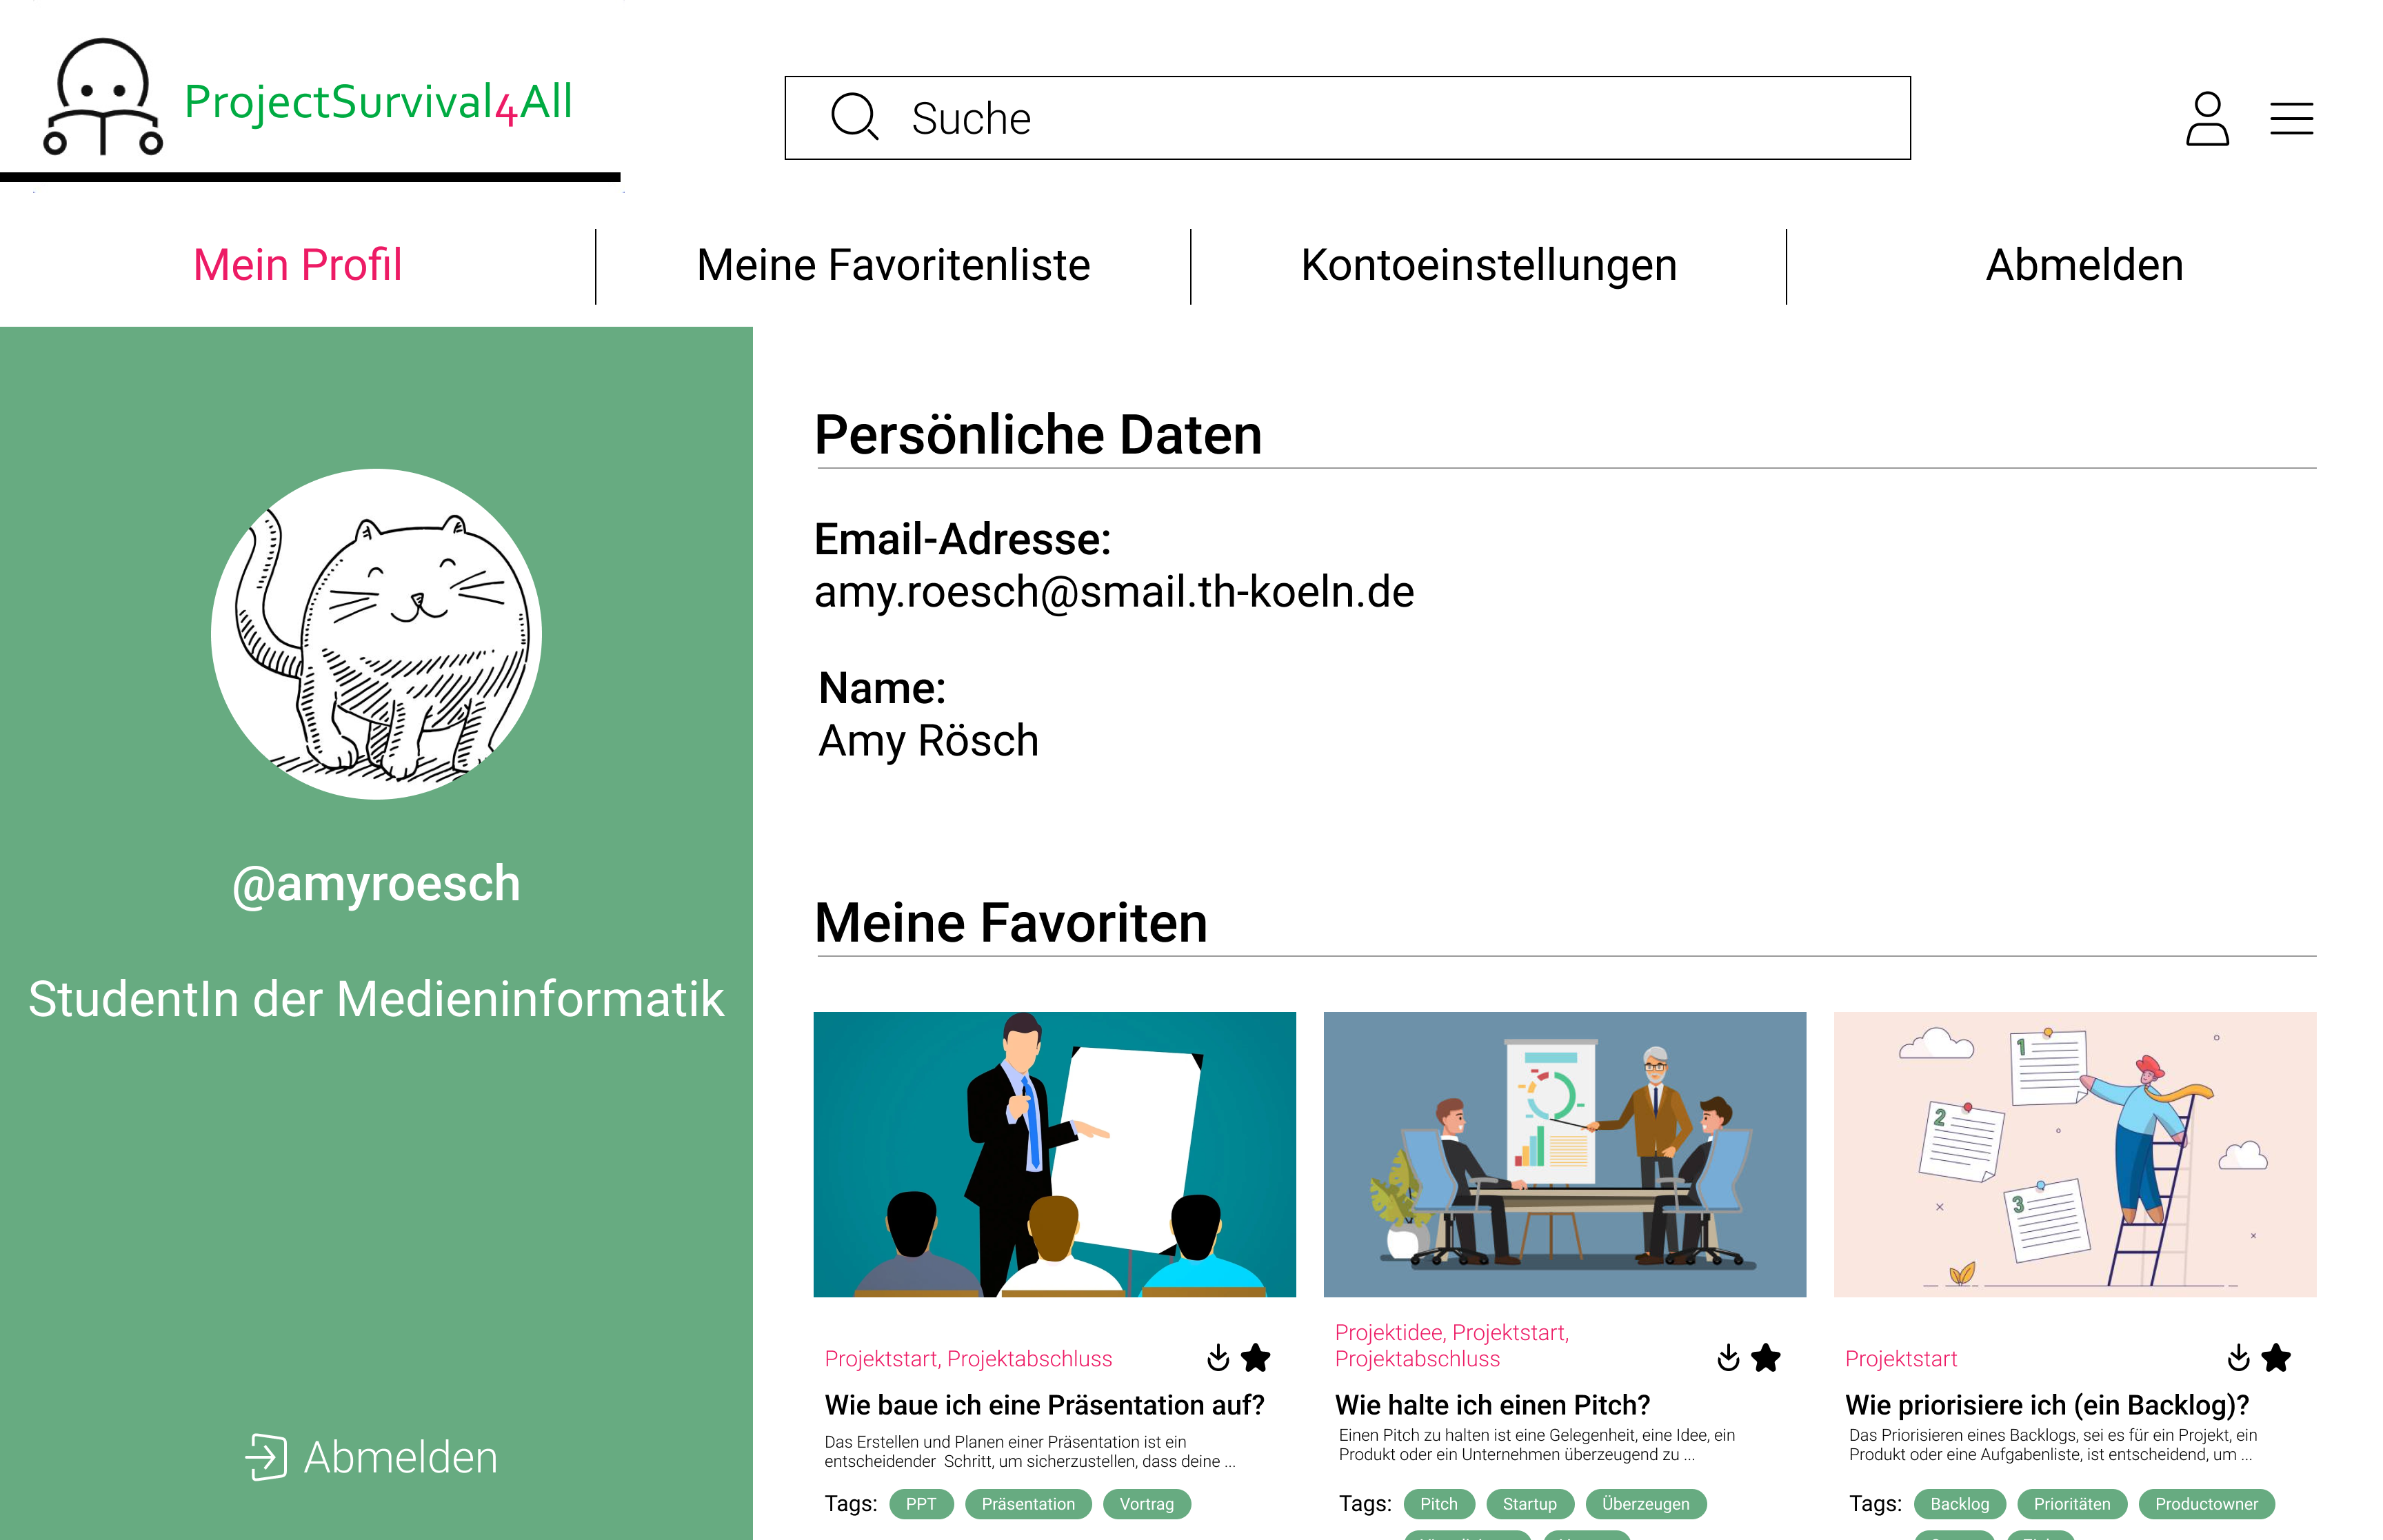 ProjectSurvival4All
Suche
Mein Profil
Meine Favoritenliste
Kontoeinstellungen
Abmelden
@amyroesch
StudentIn der Medieninformatik
Abmelden
Persönliche Daten
Email-Adresse:
amy.roesch@smail.th-koeln.de
Name:
Amy Rösch
Meine Favoriten
Projektstart, Projektabschluss
Wie baue ich eine Präsentation auf?
Das Erstellen und Planen einer Präsentation ist ein
entscheidender Schritt, um sicherzustellen, dass deine ...
Tags: PPT Präsentation Vortrag
Projektidee, Projektstart,
Projektabschluss
Wie halte ich einen Pitch?
Einen Pitch zu halten ist eine Gelegenheit, eine Idee, ein
Produkt oder ein Unternehmen überzeugend zu ...
Tags: Pitch Startup Überzeugen
1
2
3
Projektstart
Wie priorisiere ich (ein Backlog)?
Das Priorisieren eines Backlogs, sei es für ein Projekt, ein
Produkt oder eine Aufgabenliste, ist entscheidend, um ...
Tags: Backlog Prioritäten Productowner